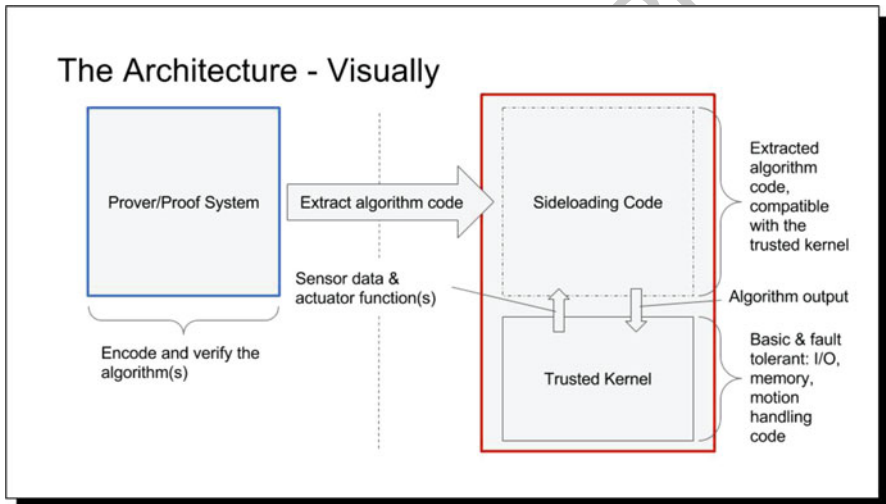 The Architecture - Visually
Prover/Proof System
Extract algorithm code
Sideloading Code
Extracted
algorithm
code,
compatible
with the
trusted kernel
Sensor data &
actuator function(s)
Algorithm output
Encode and verify the
algorithm(s)
Trusted Kernel
Basic & fault
tolerant: I/O,
memory,
motion
handling
code